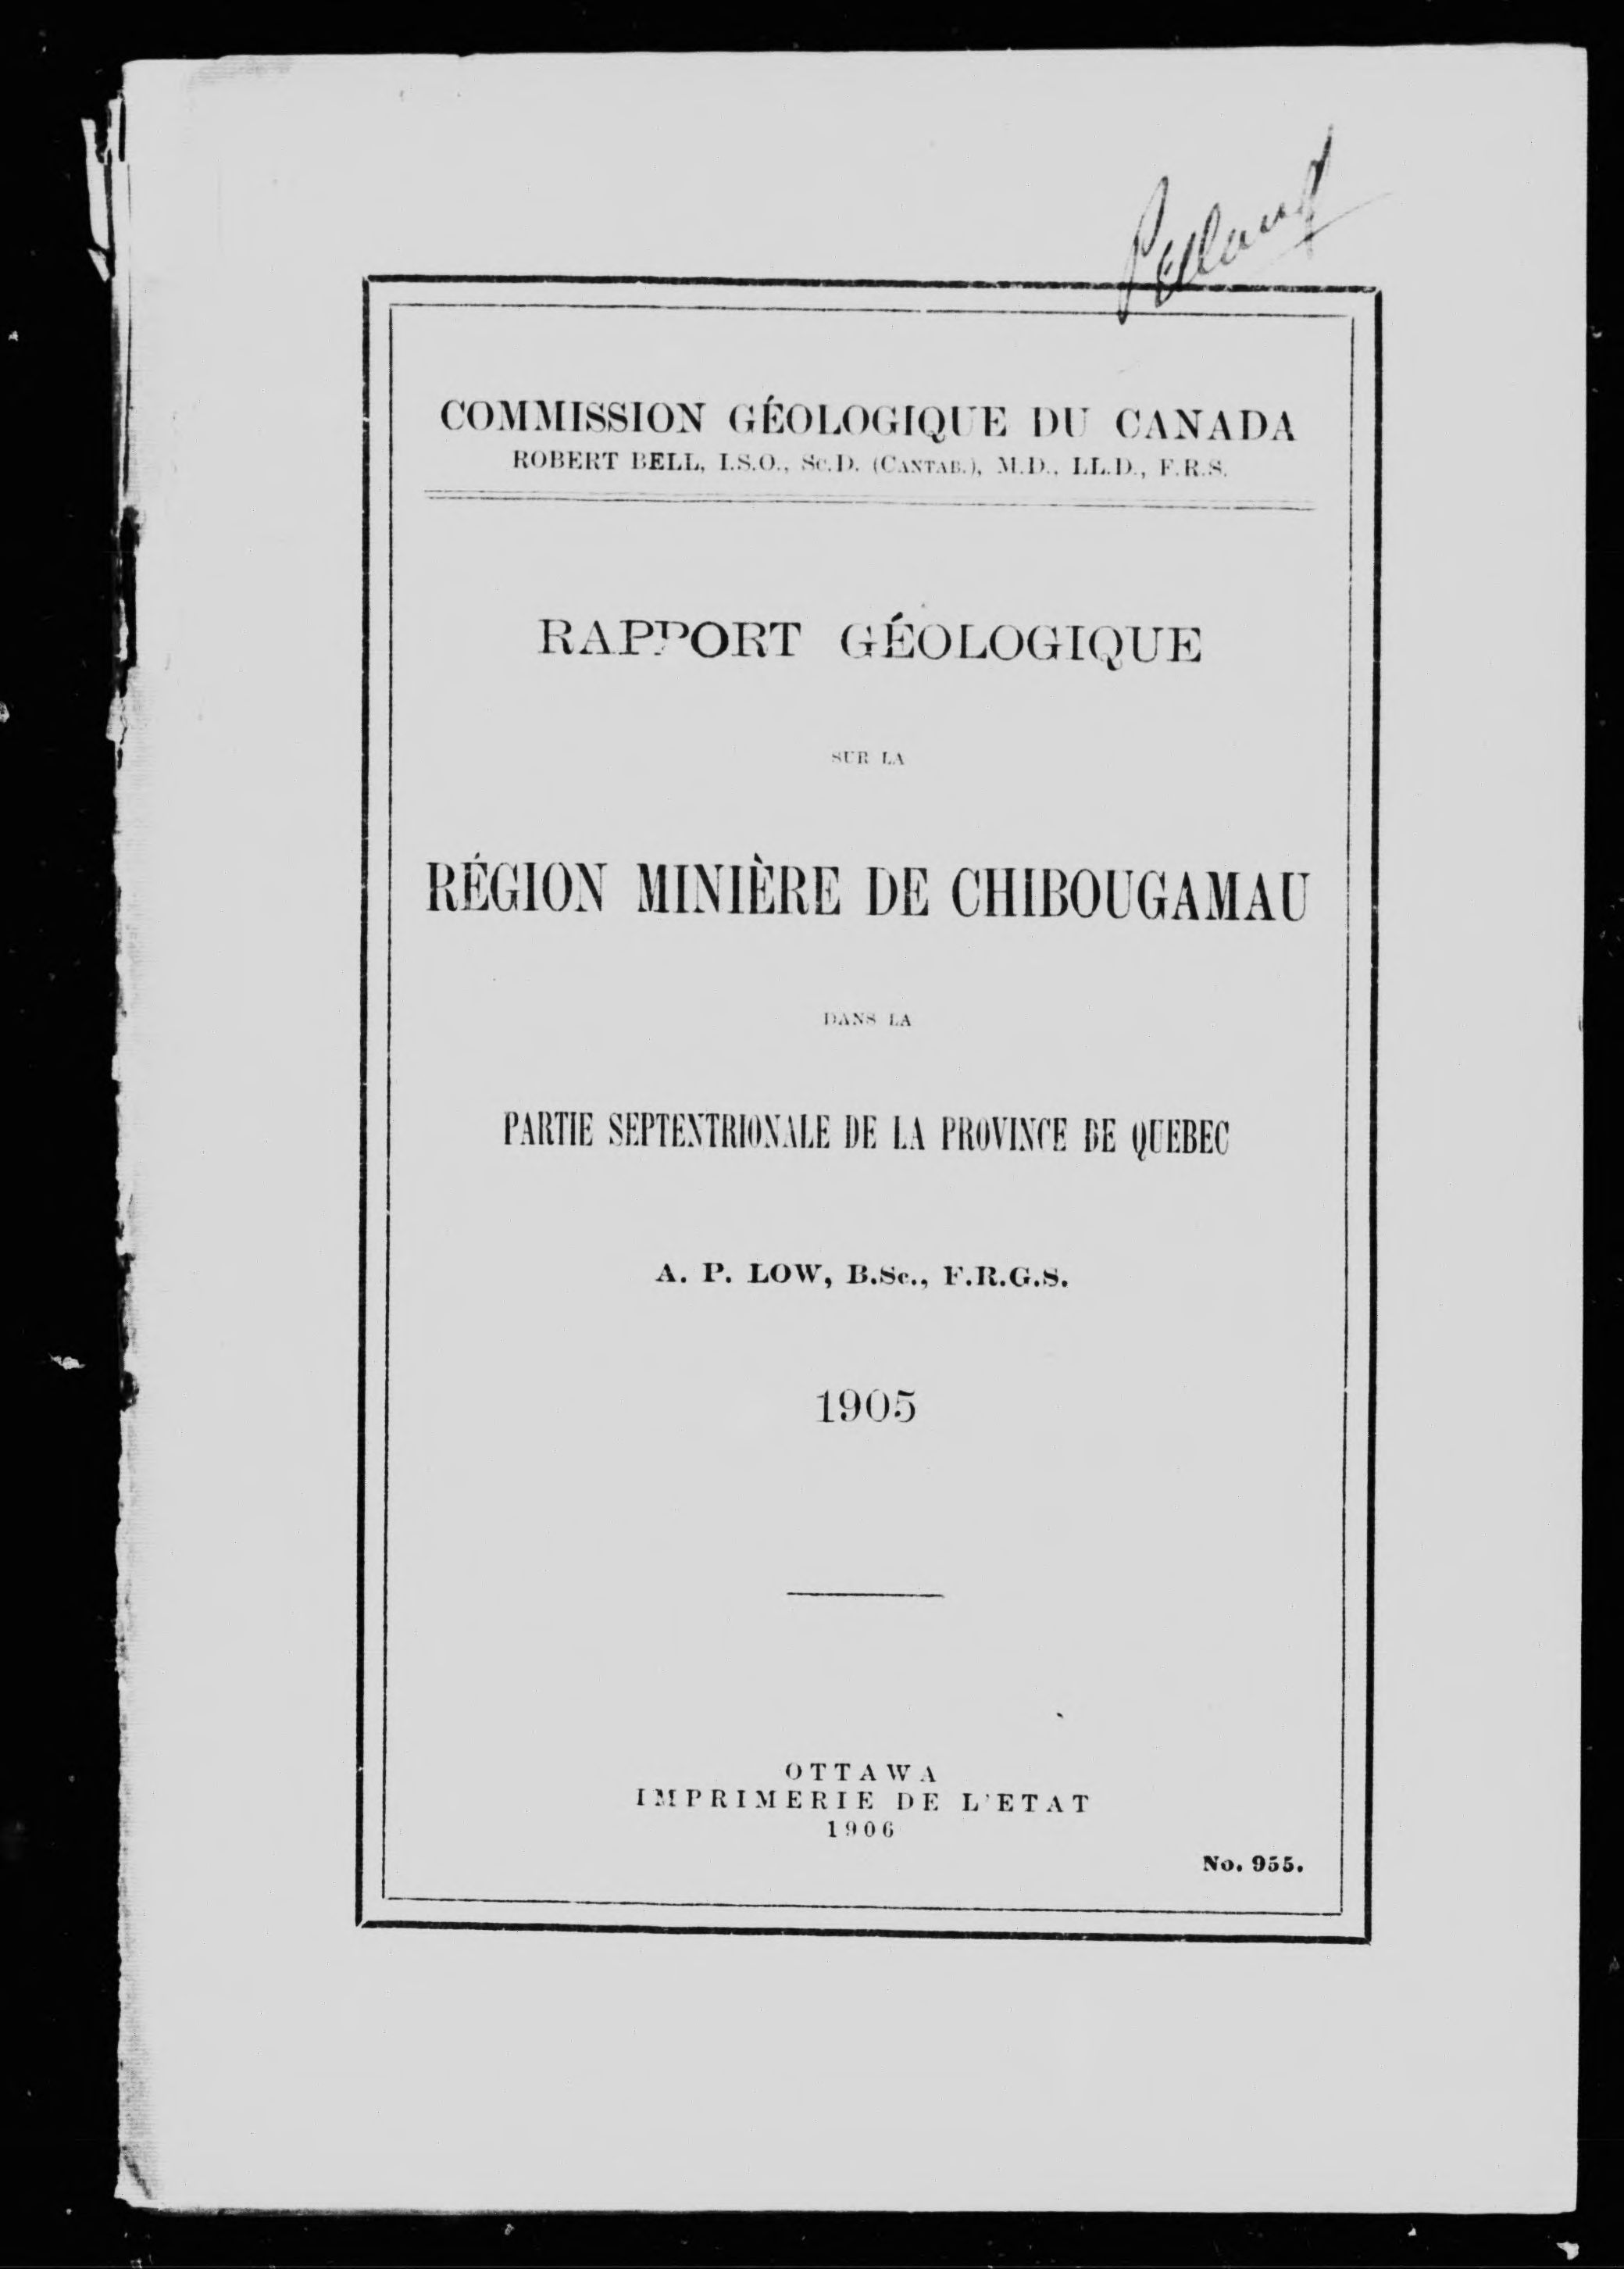 COMMISSION GÉOLOGIQUE DU CANADA
ROBERT BELL, I.S.O., Sc.D. (Cantab.), M.D., LL.D., F.R.S.
RAPPORT GÉOLOGIQUE
SUR LA
RÉGION MINIÈRE DE CHIBOUGAMAU
DANS LA
PARTIE SEPTENTRIONALE DE LA PROVINCE DE QUEBEC
A. P. LOW, B.Sc., F.R.G.S.
1905
OTTAWA
IMPRIMERIE DE L'ETAT
1906
No. 955.